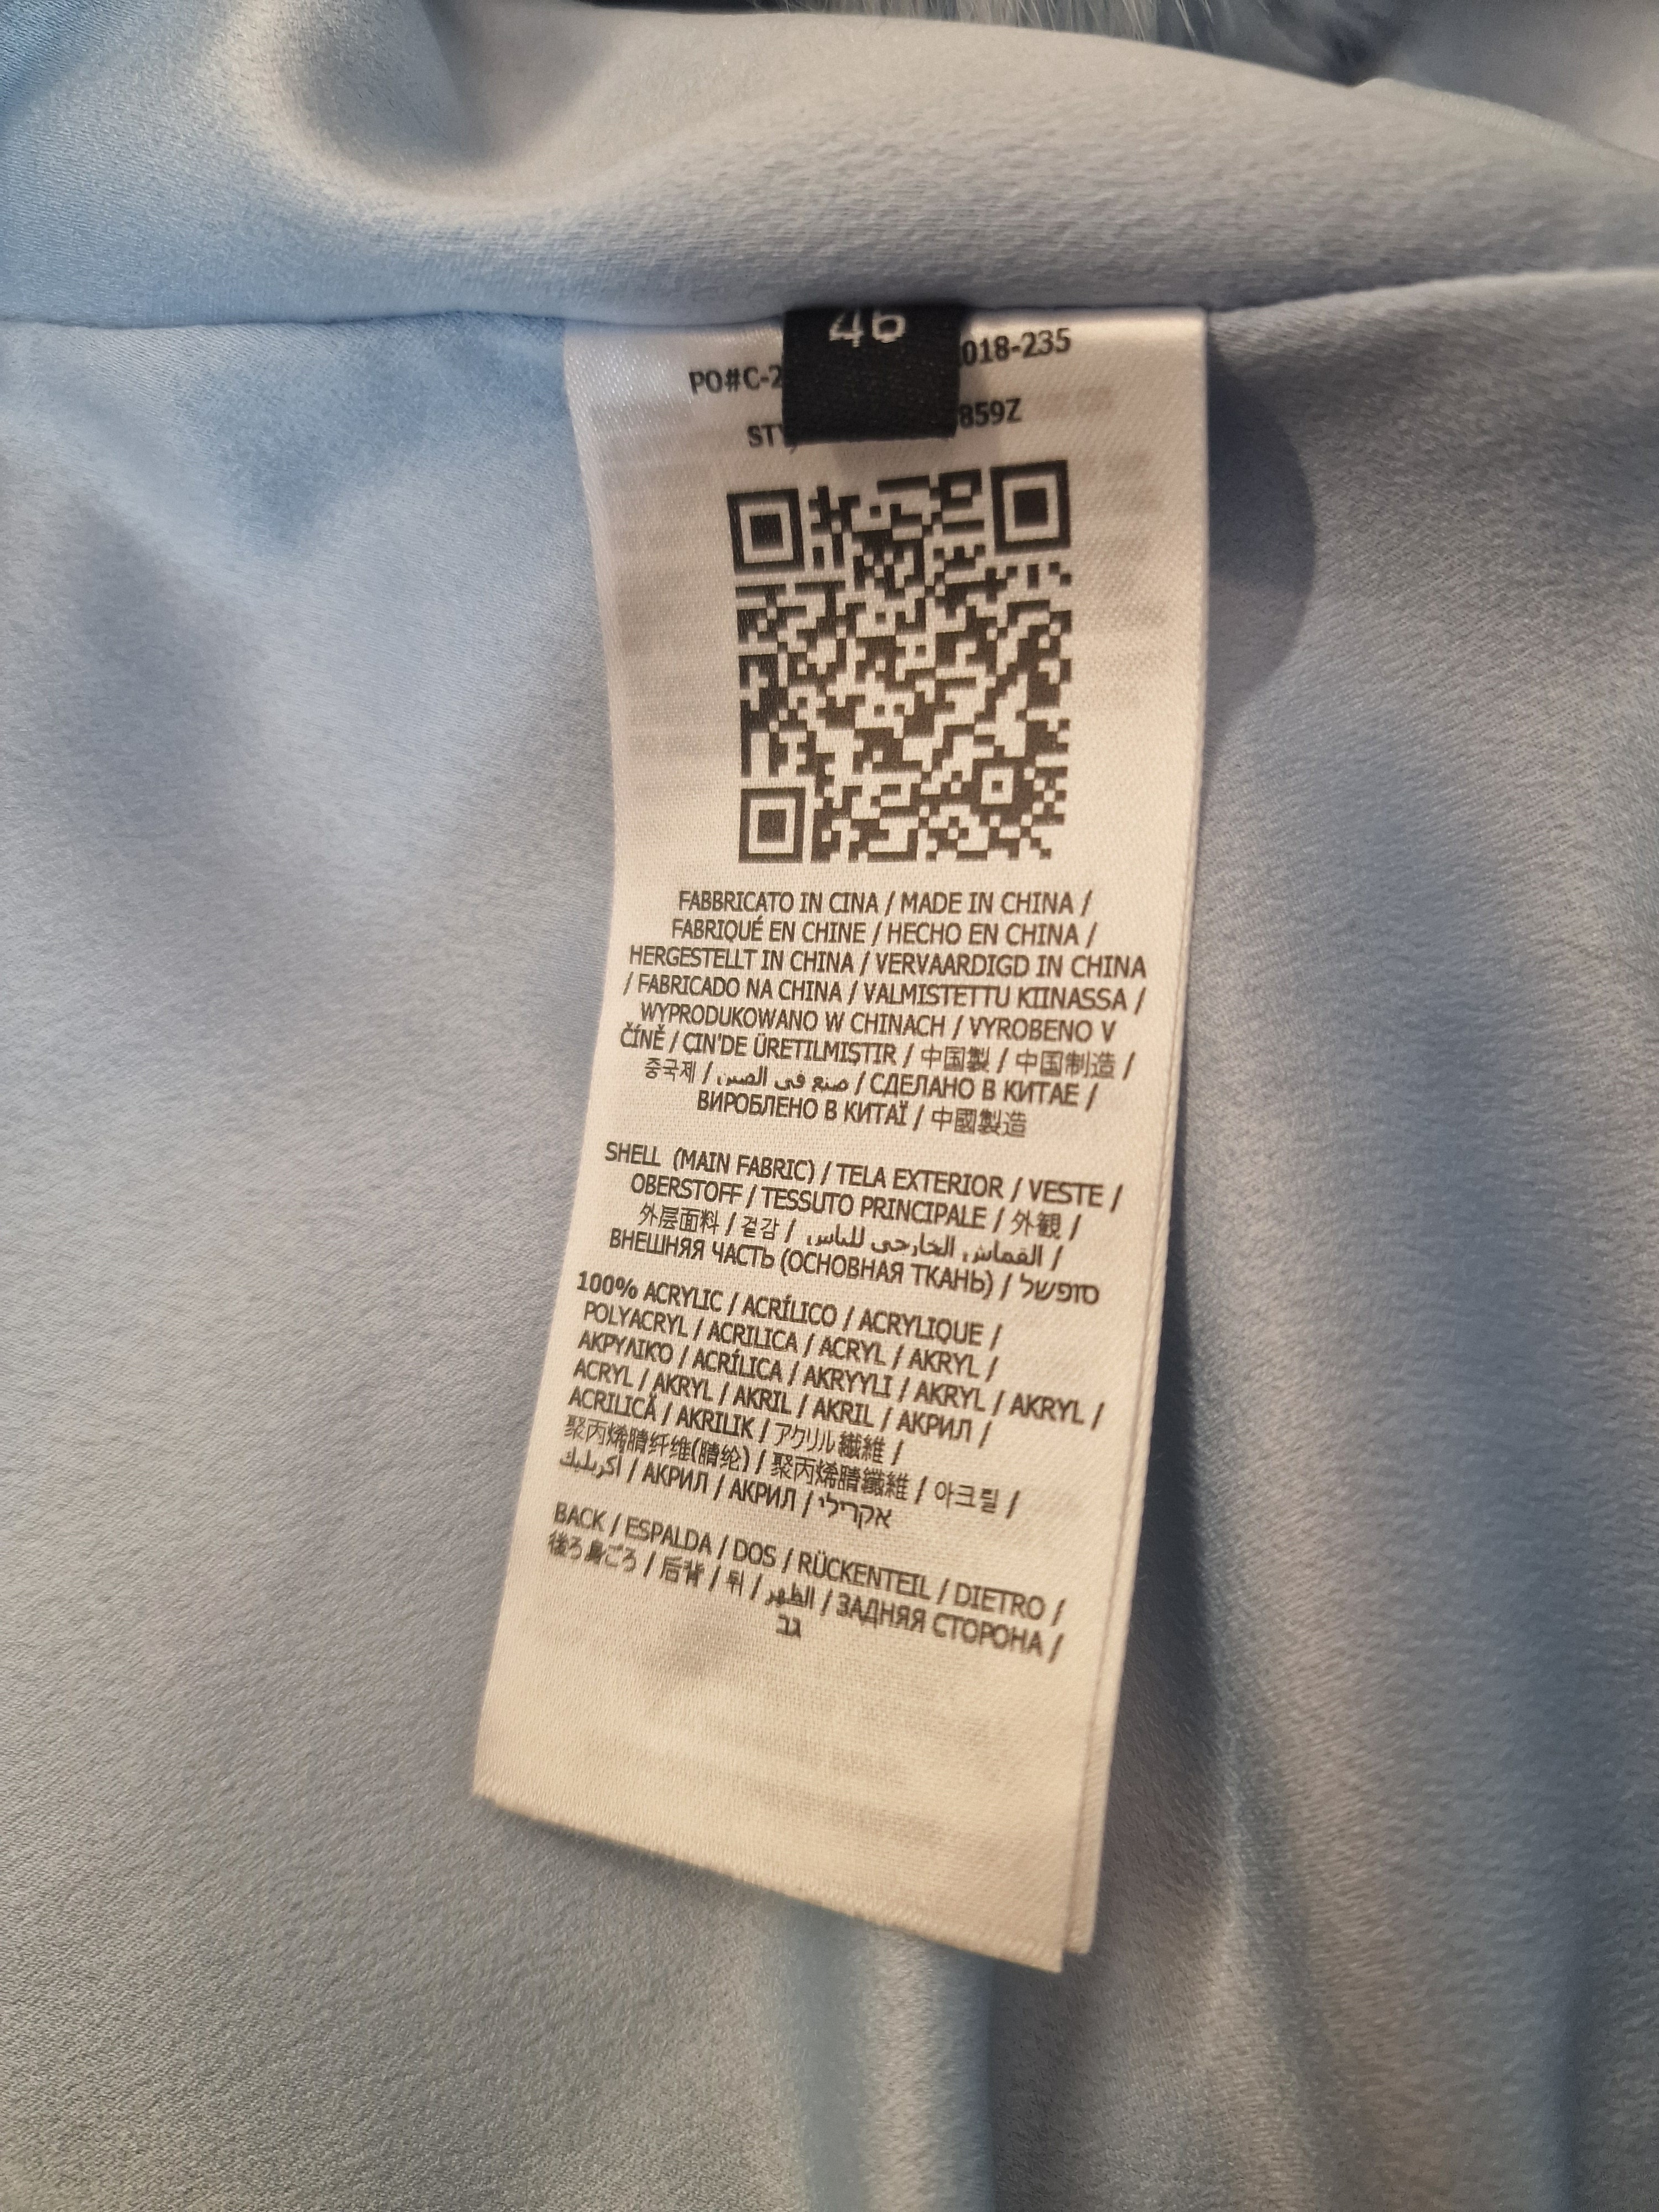 46
PO#C-2 018-235
STY 859Z
FABBRICATO IN CINA / MADE IN CHINA /
FABRIQUÉ EN CHINE / HECHO EN CHINA /
HERGESTELLT IN CHINA / VERVAARDIGD IN CHINA
/ FABRICADO NA CHINA / VALMISTETTU KIINASSA /
WYPRODUKOWANO W CHINACH / VYROBENO V
ČÍNĚ / ÇIN'DE ÜRETILMIŞTIR / 中国製 / 中国制造 /
중국제 / صنع في الصين / СДЕЛАНО В КИТАЕ /
ВИРОБЛЕНО В КИТАЇ / 中國製造
SHELL (MAIN FABRIC) / TELA EXTERIOR / VESTE /
OBERSTOFF / TESSUTO PRINCIPALE / 外観 /
外层面料 / 겉감 / القماش الخارجي للباس /
ВНЕШНЯЯ ЧАСТЬ (ОСНОВНАЯ ТКАНЬ) / סופשל
100% ACRYLIC / ACRÍLICO / ACRYLIQUE /
POLYACRYL / ACRILICA / ACRYL / AKRYL /
ΑΚΡΥΛΙΚΌ / ACRÍLICA / AKRYYLI / AKRYL / AKRYL /
ACRYL / AKRYL / AKRIL / AKRIL / АКРИЛ /
ACRILICĂ / AKRILIK / アクリル繊維 /
聚丙烯腈纤维(腈纶) / 聚丙烯腈纖維 / 아크릴 /
أكريليك / АКРИЛ / АКРИЛ / אקרילי
BACK / ESPALDA / DOS / RÜCKENTEIL / DIETRO /
後ろ身ごろ / 后背 / 뒤 / الظهر / ЗАДНЯЯ СТОРОНА /
גב